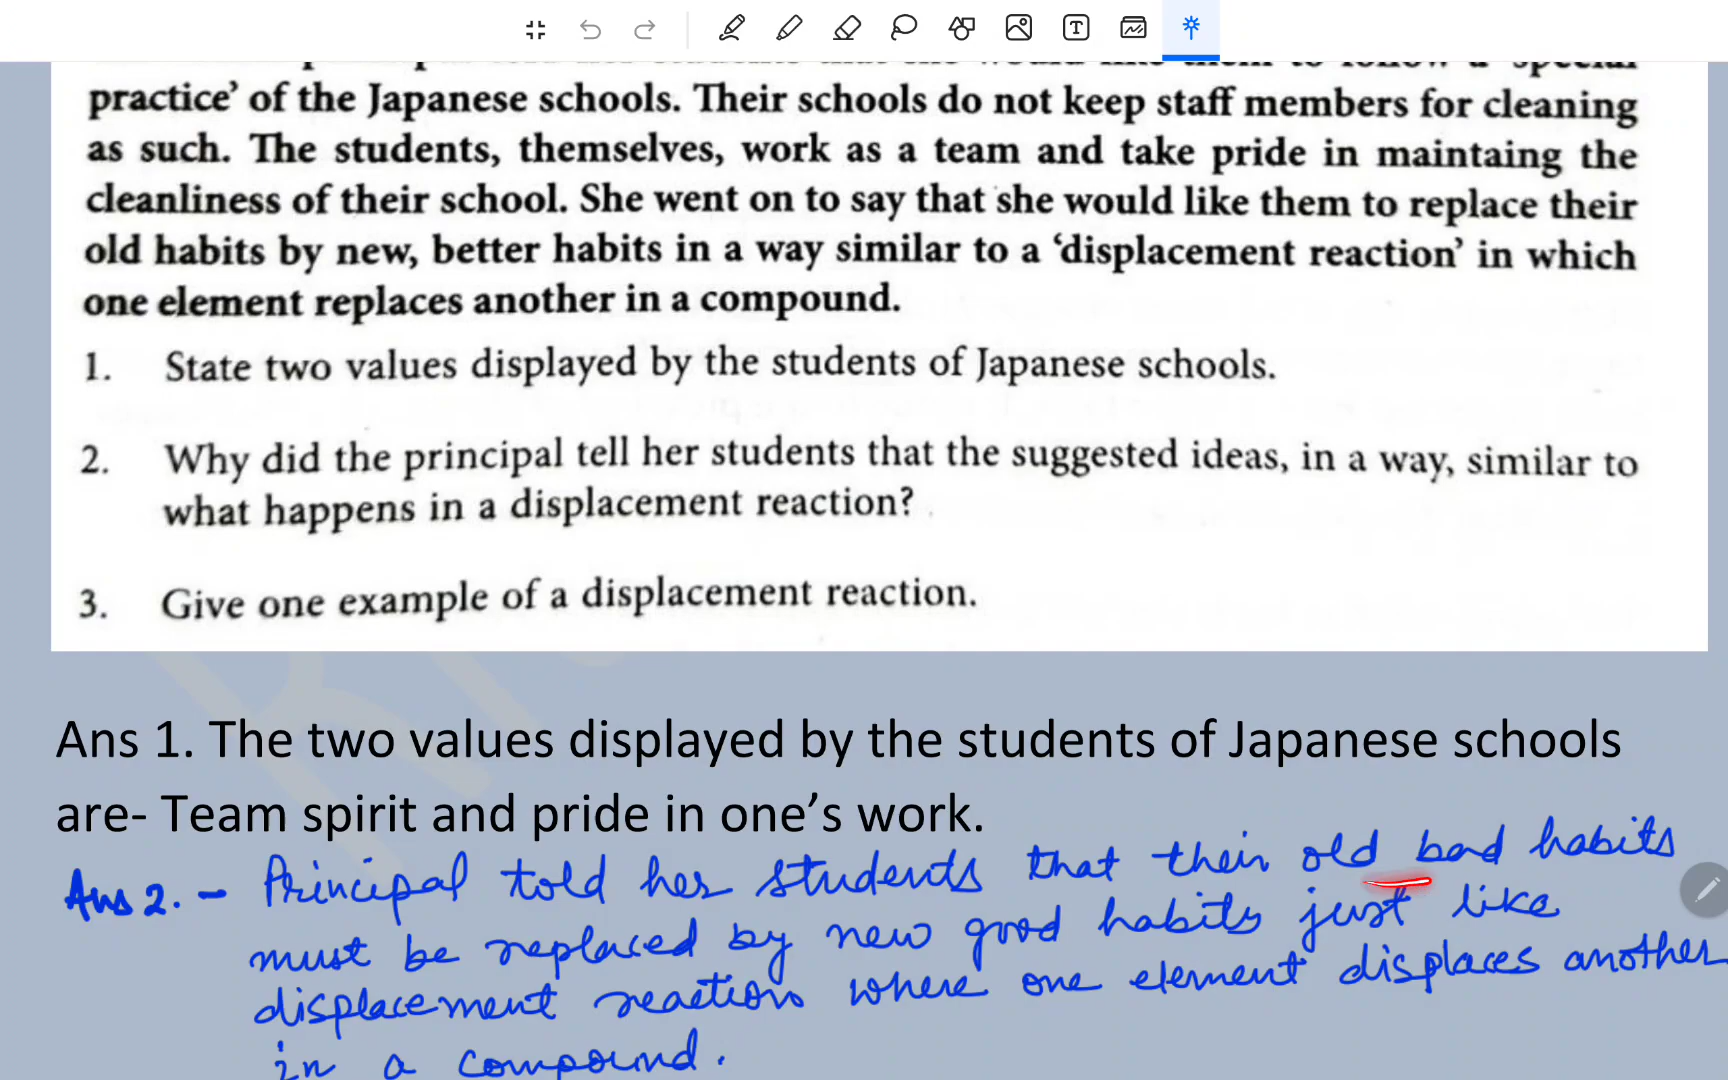 practice’ of the Japanese schools. Their schools do not keep staff members for cleaning
as such. The students, themselves, work as a team and take pride in maintaing the
cleanliness of their school. She went on to say that she would like them to replace their
old habits by new, better habits in a way similar to a ‘displacement reaction’ in which
one element replaces another in a compound.
1. State two values displayed by the students of Japanese schools.
2. Why did the principal tell her students that the suggested ideas, in a way, similar to
what happens in a displacement reaction?
3. Give one example of a displacement reaction.
Ans 1. The two values displayed by the students of Japanese schools
are- Team spirit and pride in one’s work.
Ans 2. - Principal told her students that their old bad habits
must be replaced by new good habits just like
displacement reaction where one element displaces another
in a compound.